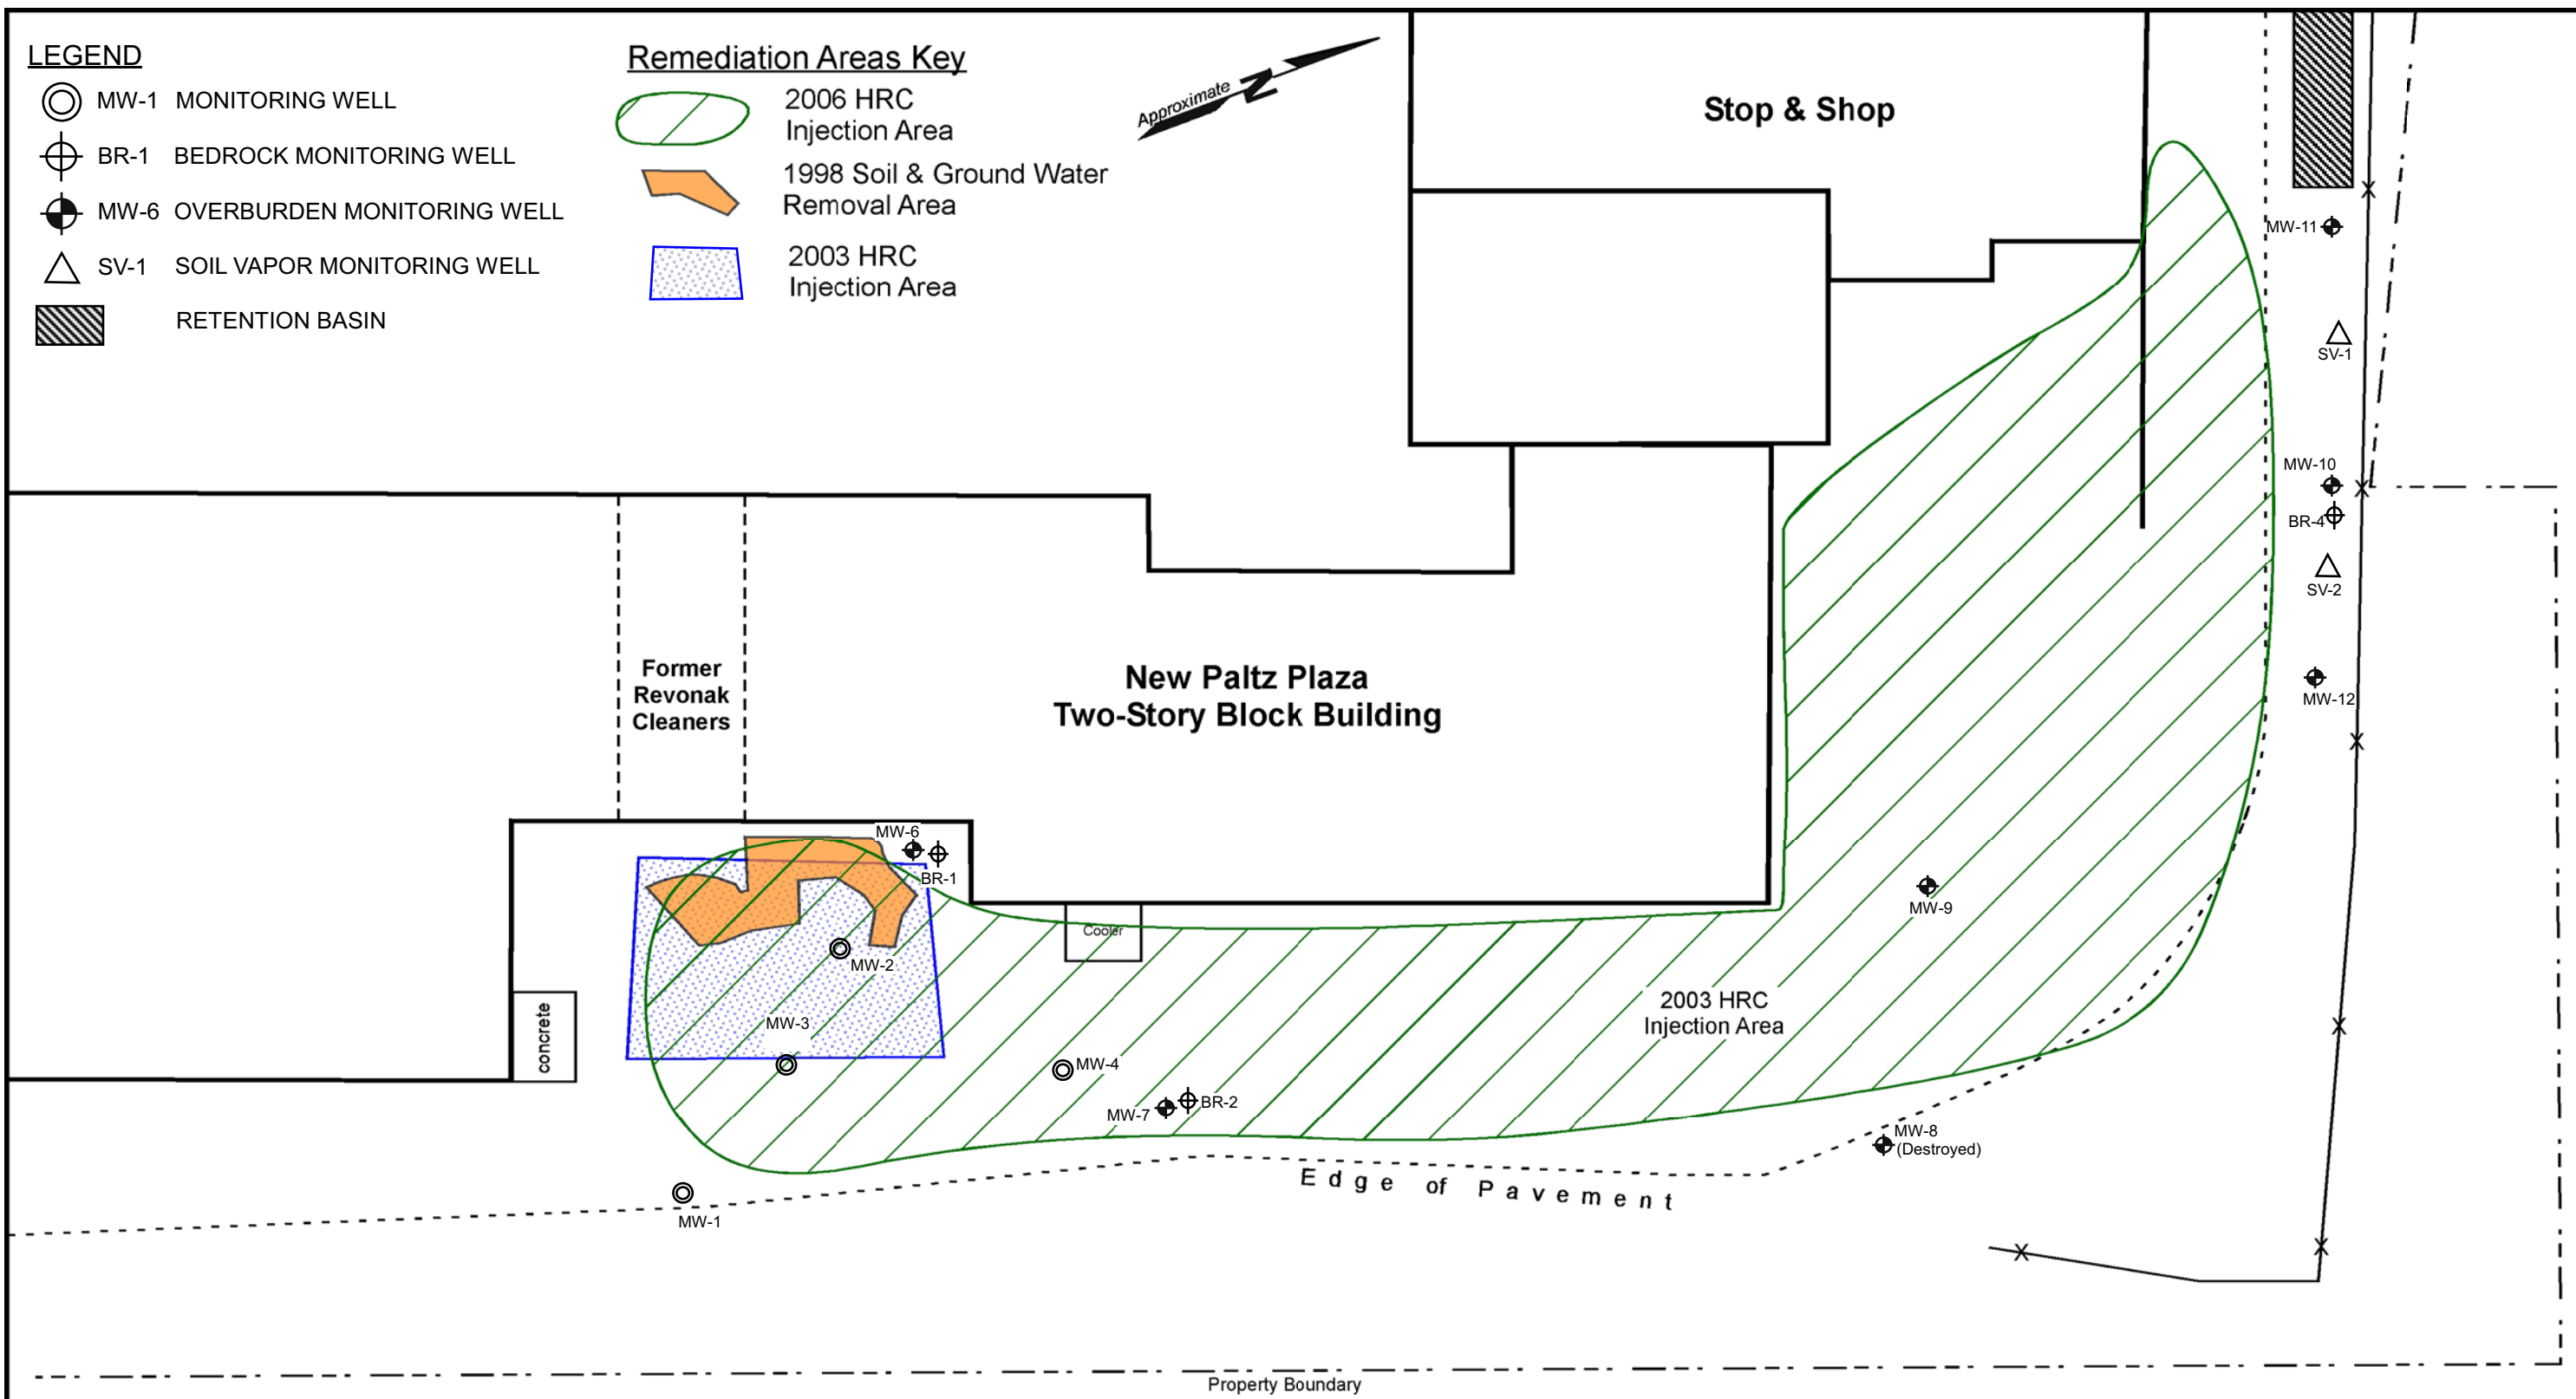 LEGEND
MW-1 MONITORING WELL
BR-1 BEDROCK MONITORING WELL
MW-6 OVERBURDEN MONITORING WELL
SV-1 SOIL VAPOR MONITORING WELL
RETENTION BASIN
Remediation Areas Key
2006 HRC
Injection Area
1998 Soil & Ground Water
Removal Area
2003 HRC
Injection Area
Approximate N
Stop & Shop
MW-11
SV-1
MW-10
BR-4
SV-2
MW-12
Former
Revonak
Cleaners
New Paltz Plaza
Two-Story Block Building
MW-6
BR-1
Cooler
MW-9
MW-2
concrete
MW-3
2003 HRC
Injection Area
MW-4
MW-7
BR-2
MW-8
(Destroyed)
Edge of Pavement
MW-1
Property Boundary